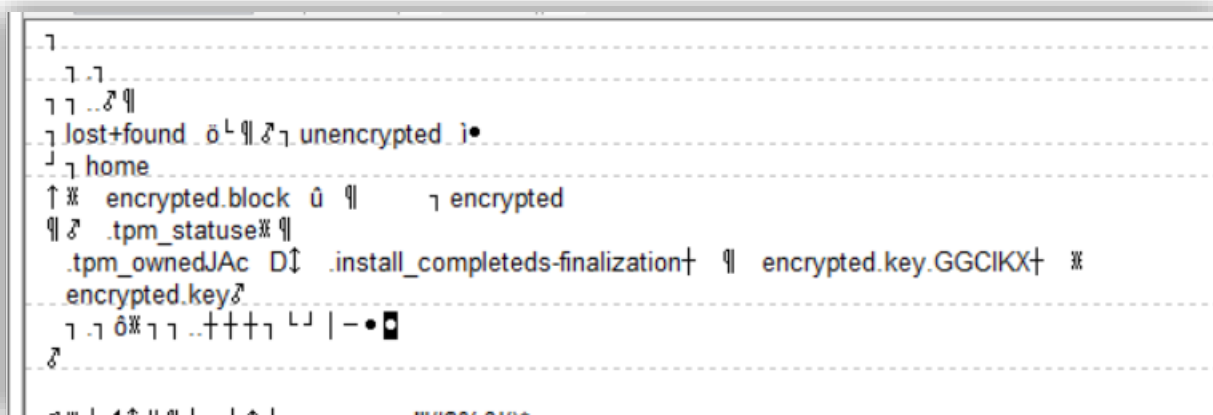 ┐
┐.┐
┐┐..♂¶
┐lost+found ö└¶♂┐unencrypted ì•
┘┐home
↑※ encrypted.block û ¶ ┐encrypted
¶♂ .tpm_statuse※¶
.tpm_ownedJAc D↕ .install_completeds-finalization┼ ¶ encrypted.key.GGCIKX┼ ※
encrypted.key♂
┐.┐ô※┐┐..┼┼┼┐└┘│─•◘
♂